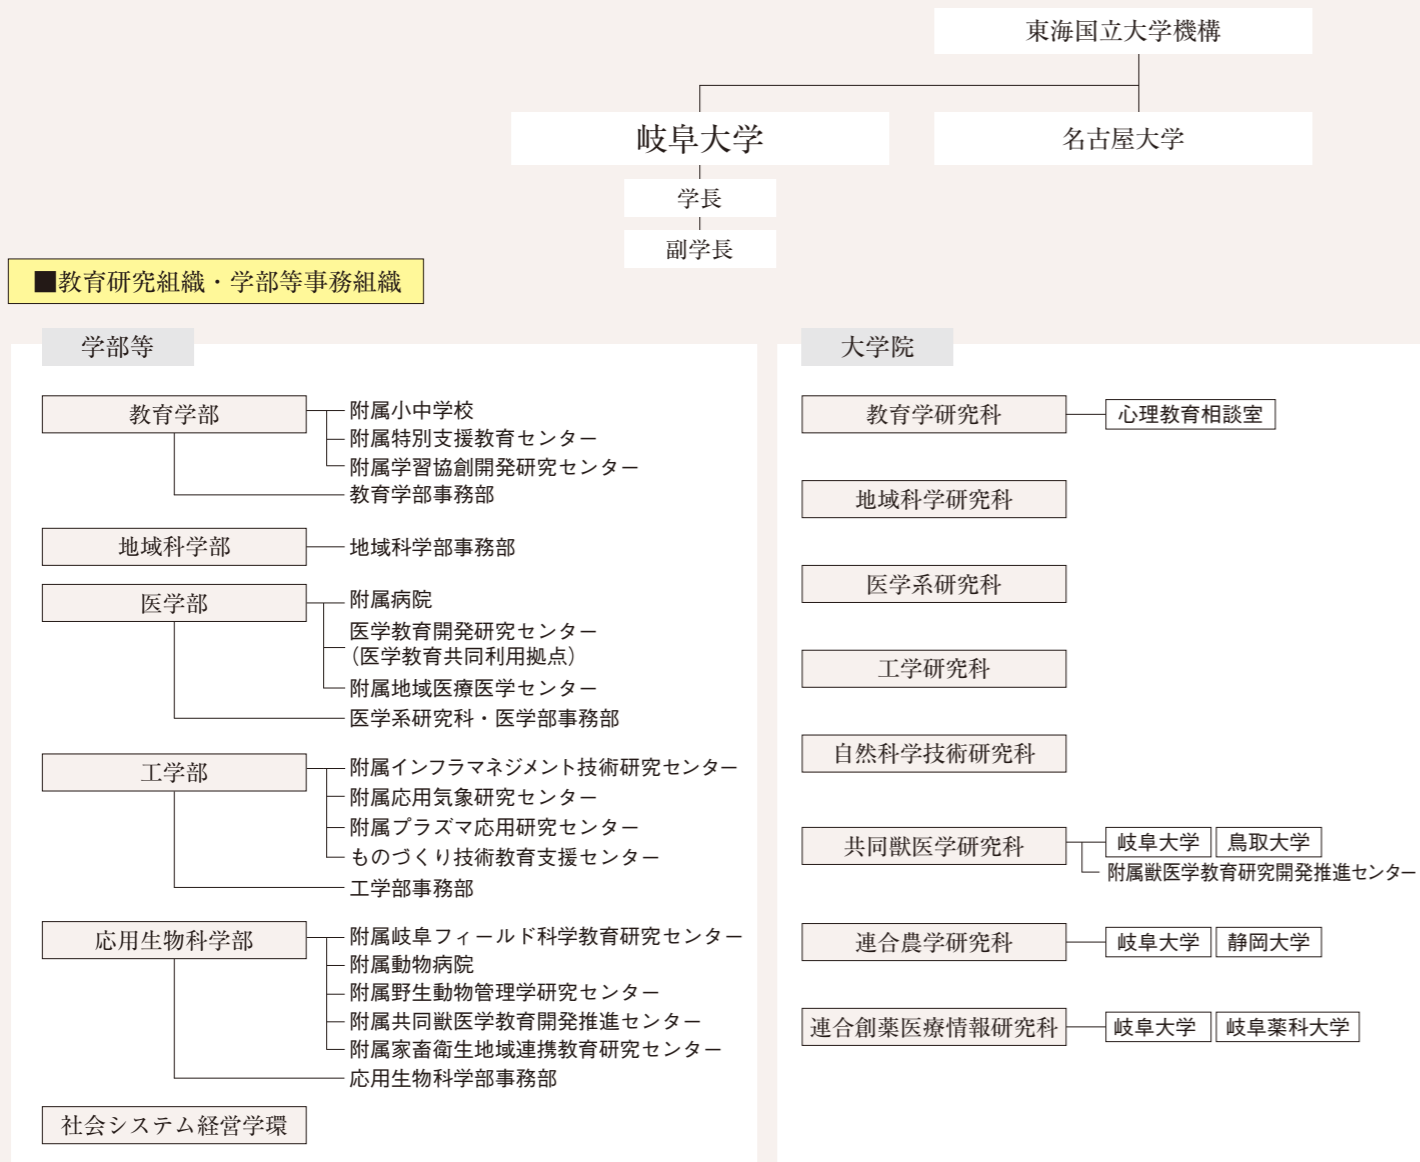 東海国立大学機構
岐阜大学
名古屋大学
学長
副学長
■教育研究組織・学部等事務組織
学部等
教育学部
附属小中学校
附属特別支援教育センター
附属学習協創開発研究センター
教育学部事務部
地域科学部
地域科学部事務部
医学部
附属病院
医学教育開発研究センター
(医学教育共同利用拠点)
附属地域医療医学センター
医学系研究科・医学部事務部
工学部
附属インフラマネジメント技術研究センター
附属応用気象研究センター
附属プラズマ応用研究センター
ものづくり技術教育支援センター
工学部事務部
応用生物科学部
附属岐阜フィールド科学教育研究センター
附属動物病院
附属野生動物管理学研究センター
附属共同獣医学教育開発推進センター
附属家畜衛生地域連携教育研究センター
応用生物科学部事務部
社会システム経営学環
大学院
教育学研究科
心理教育相談室
地域科学研究科
医学系研究科
工学研究科
自然科学技術研究科
共同獣医学研究科
岐阜大学 鳥取大学
附属獣医学教育研究開発推進センター
連合農学研究科
岐阜大学 静岡大学
連合創薬医療情報研究科
岐阜大学 岐阜薬科大学